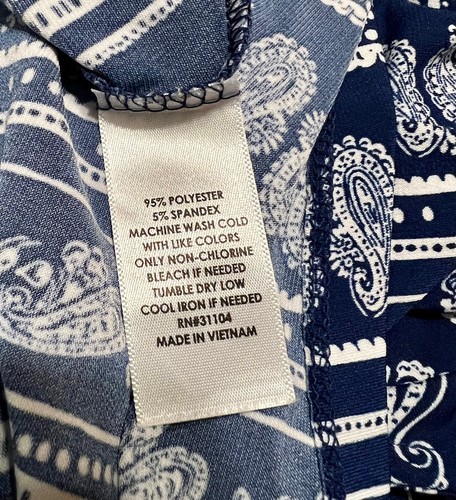 95% POLYESTER
5% SPANDEX
MACHINE WASH COLD
WITH LIKE COLORS
ONLY NON-CHLORINE
BLEACH IF NEEDED
TUMBLE DRY LOW
COOL IRON IF NEEDED
RN#31104
MADE IN VIETNAM